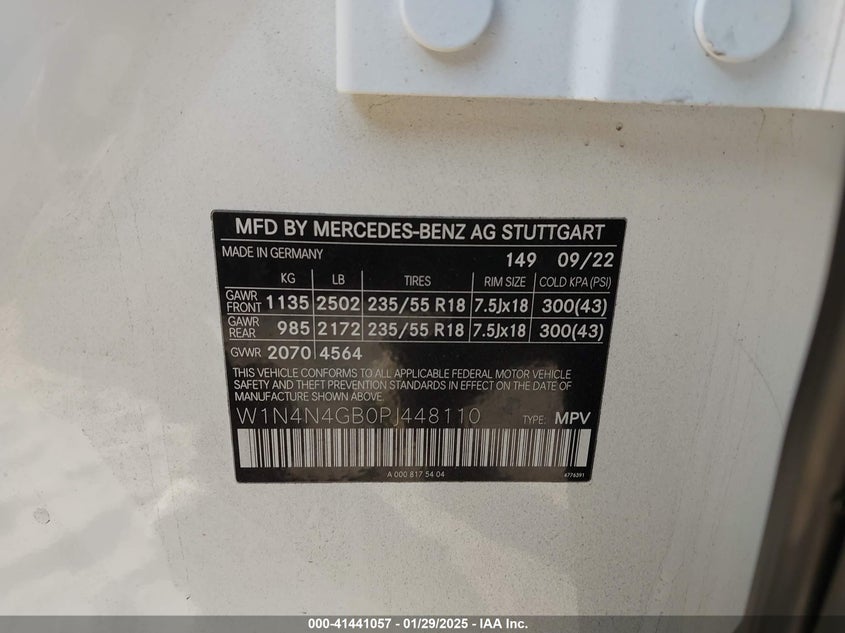 MFD BY MERCEDES-BENZ AG STUTTGART
MADE IN GERMANY 149 09/22
KG LB TIRES RIM SIZE COLD KPA(PSI)
GAWR FRONT 1135 2502 235/55 R18 7.5Jx18 300(43)
GAWR REAR 985 2172 235/55 R18 7.5Jx18 300(43)
GVWR 2070 4564
THIS VEHICLE CONFORMS TO ALL APPLICABLE FEDERAL MOTOR VEHICLE
SAFETY AND THEFT PREVENTION STANDARDS IN EFFECT ON THE DATE OF
MANUFACTURE SHOWN ABOVE.
W1N4N4GB0PJ448110 TYPE: MPV
A 000 817 54 04 4776391
000-41441057 - 01/29/2025 - IAA Inc.